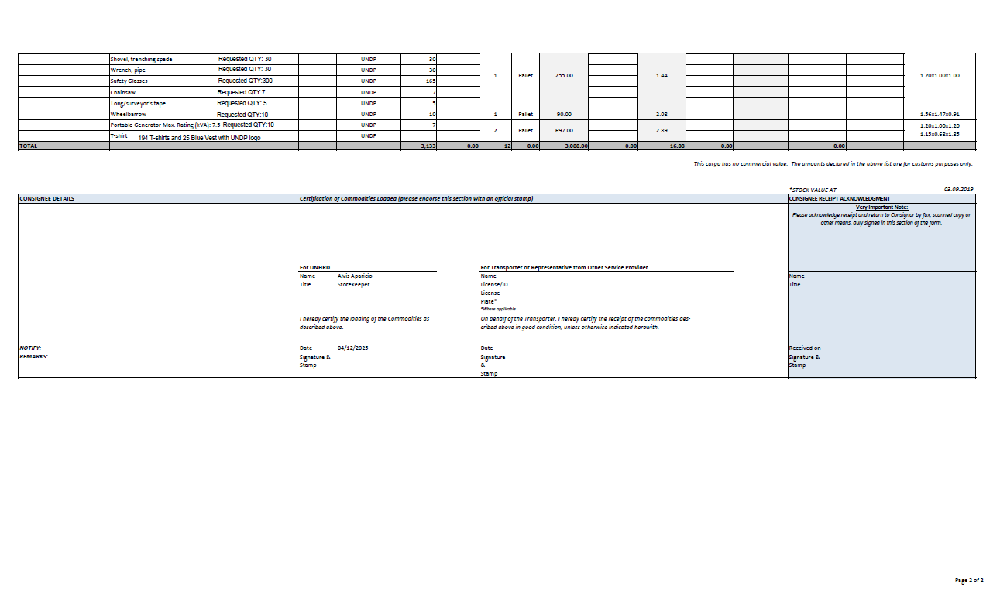 Shovel, trenching spade Requested QTY: 30 UNDP 30
Wrench, pipe Requested QTY: 30 UNDP 30
Safety Glasses Requested QTY:300 UNDP 165 1 Pallet 255.00 1.44 1.20x1.00x1.00
Chainsaw Requested QTY:7 UNDP 7
Long/surveyor's tape Requested QTY: 5 UNDP 5
Wheelbarrow Requested QTY:10 UNDP 10 1 Pallet 90.00 2.08 1.56x1.47x0.91
Portable Generator Max. Rating (kVA): 7.5 Requested QTY:10 UNDP 7 2 Pallet 697.00 2.89 1.20x1.00x1.20
T-shirt 194 T-shirts and 25 Blue Vest with UNDP logo UNDP 1.15x0.68x1.85
TOTAL 3,133 0.00 12 0.00 3,088.00 0.00 16.08 0.00 0.00
This cargo has no commercial value. The amounts declared in the above list are for customs purposes only.
*STOCK VALUE AT 03.09.2019
CONSIGNEE DETAILS Certification of Commodities Loaded (please endorse this section with an official stamp) CONSIGNEE RECEIPT ACKNOWLEDGMENT
Very Important Note:
Please acknowledge receipt and return to Consignor by fax, scanned copy or
other means, duly signed in this section of the form.
For UNHRD For Transporter or Representative from Other Service Provider
Name Alvis Aparicio Name Name
Title Storekeeper License/ID Title
License
Plate*
*Where applicable
I hereby certify the loading of the Commodities as On behalf of the Transporter, I hereby certify the receipt of the commodities des-
described above. cribed above in good condition, unless otherwise indicated herewith.
NOTIFY: Date 04/12/2025 Date Received on
REMARKS: Signature & Signature Signature &
Stamp & Stamp
Stamp
Page 2 of 2